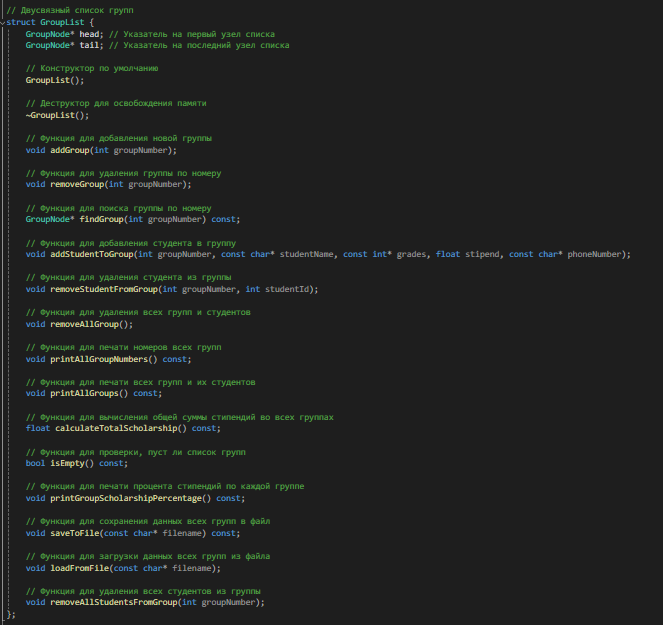 // Двусвязный список групп
struct GroupList {
GroupNode* head; // Указатель на первый узел списка
GroupNode* tail; // Указатель на последний узел списка
// Конструктор по умолчанию
GroupList();
// Деструктор для освобождения памяти
~GroupList();
// Функция для добавления новой группы
void addGroup(int groupNumber);
// Функция для удаления группы по номеру
void removeGroup(int groupNumber);
// Функция для поиска группы по номеру
GroupNode* findGroup(int groupNumber) const;
// Функция для добавления студента в группу
void addStudentToGroup(int groupNumber, const char* studentName, const int* grades, float stipend, const char* phoneNumber);
// Функция для удаления студента из группы
void removeStudentFromGroup(int groupNumber, int studentId);
// Функция для удаления всех групп и студентов
void removeAllGroup();
// Функция для печати номеров всех групп
void printAllGroupNumbers() const;
// Функция для печати всех групп и их студентов
void printAllGroups() const;
// Функция для вычисления общей суммы стипендий во всех группах
float calculateTotalScholarship() const;
// Функция для проверки, пуст ли список групп
bool isEmpty() const;
// Функция для печати процента стипендий по каждой группе
void printGroupScholarshipPercentage() const;
// Функция для сохранения данных всех групп в файл
void saveToFile(const char* filename) const;
// Функция для загрузки данных всех групп из файла
void loadFromFile(const char* filename);
// Функция для удаления всех студентов из группы
void removeAllStudentsFromGroup(int groupNumber);
};